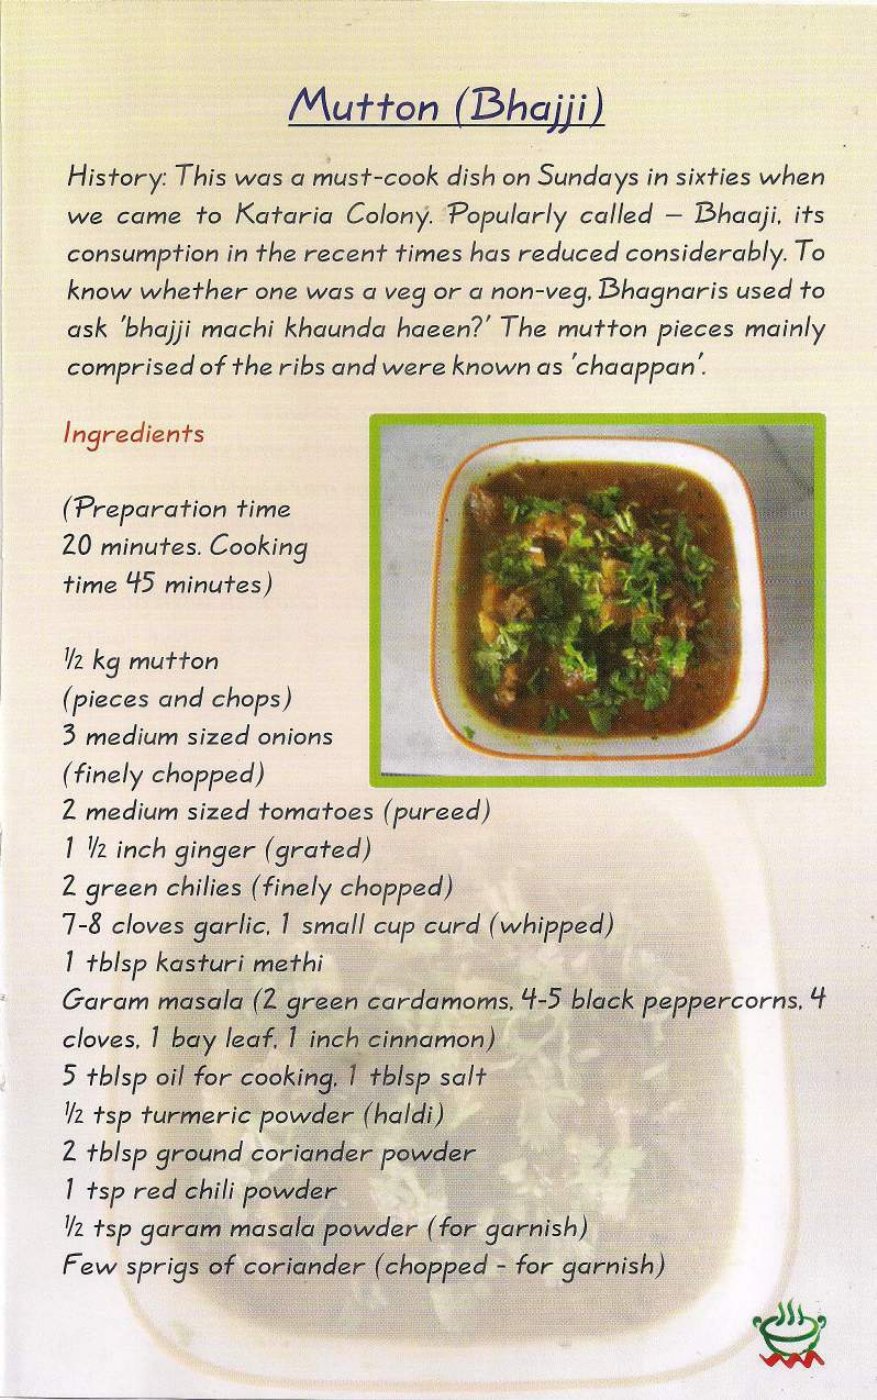 Mutton (Bhajji)
History: This was a must-cook dish on Sundays in sixties when
we came to Kataria Colony. Popularly called – Bhaaji, its
consumption in the recent times has reduced considerably. To
know whether one was a veg or a non-veg, Bhagnaris used to
ask 'bhajji machi khaunda haeen?' The mutton pieces mainly
comprised of the ribs and were known as 'chaappan'.
Ingredients
(Preparation time
20 minutes. Cooking
time 45 minutes)
½ kg mutton
(pieces and chops)
3 medium sized onions
(finely chopped)
2 medium sized tomatoes (pureed)
1 ½ inch ginger (grated)
2 green chilies (finely chopped)
7-8 cloves garlic, 1 small cup curd (whipped)
1 tblsp kasturi methi
Garam masala (2 green cardamoms, 4-5 black peppercorns, 4
cloves, 1 bay leaf, 1 inch cinnamon)
5 tblsp oil for cooking, 1 tblsp salt
½ tsp turmeric powder (haldi)
2 tblsp ground coriander powder
1 tsp red chili powder
½ tsp garam masala powder (for garnish)
Few sprigs of coriander (chopped - for garnish)